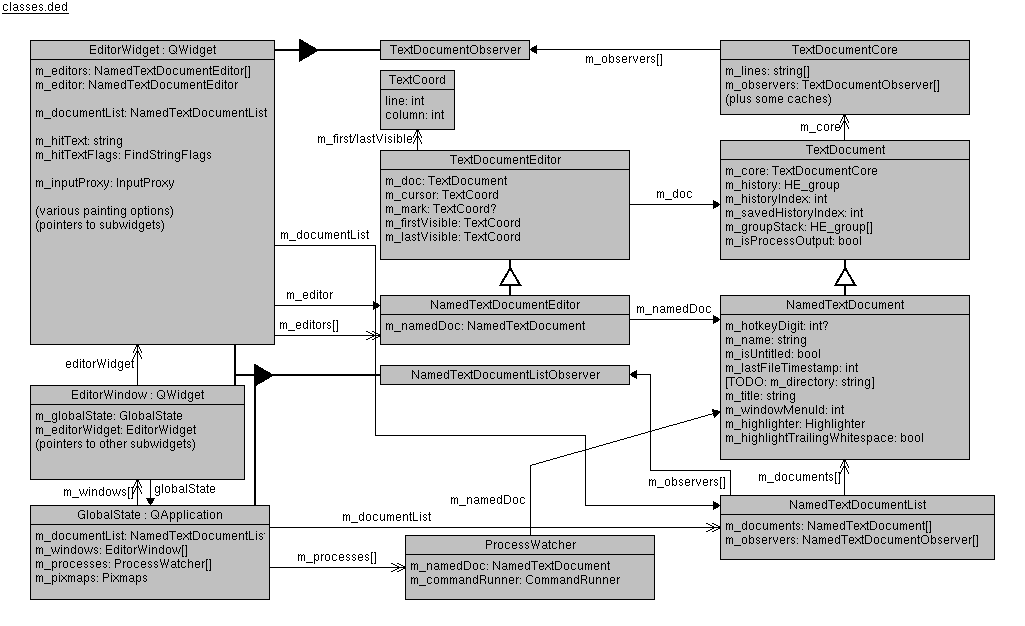 classes.ded
EditorWidget : QWidget
m_editors: NamedTextDocumentEditor[]
m_editor: NamedTextDocumentEditor
m_documentList: NamedTextDocumentList
m_hitText: string
m_hitTextFlags: FindStringFlags
m_inputProxy: InputProxy
(various painting options)
(pointers to subwidgets)
TextDocumentObserver
m_observers[]
TextDocumentCore
m_lines: string[]
m_observers: TextDocumentObserver[]
(plus some caches)
TextCoord
line: int
column: int
m_first/lastVisible
m_core
TextDocumentEditor
m_doc: TextDocument
m_cursor: TextCoord
m_mark: TextCoord?
m_firstVisible: TextCoord
m_lastVisible: TextCoord
m_doc
TextDocument
m_core: TextDocumentCore
m_history: HE_group
m_historyIndex: int
m_savedHistoryIndex: int
m_groupStack: HE_group[]
m_isProcessOutput: bool
m_documentList
m_editor
m_editors[]
NamedTextDocumentEditor
m_namedDoc: NamedTextDocument
m_namedDoc
NamedTextDocument
m_hotkeyDigit: int?
m_name: string
m_isUntitled: bool
m_lastFileTimestamp: int
[TODO: m_directory: string]
m_title: string
m_windowMenuId: int
m_highlighter: Highlighter
m_highlightTrailingWhitespace: bool
editorWidget
NamedTextDocumentListObserver
EditorWindow : QWidget
m_globalState: GlobalState
m_editorWidget: EditorWidget
(pointers to other subwidgets)
m_windows[]
globalState
m_namedDoc
m_observers[]
m_documents[]
GlobalState : QApplication
m_documentList: NamedTextDocumentLis
m_windows: EditorWindow[]
m_processes: ProcessWatcher[]
m_pixmaps: Pixmaps
m_documentList
m_processes[]
ProcessWatcher
m_namedDoc: NamedTextDocument
m_commandRunner: CommandRunner
NamedTextDocumentList
m_documents: NamedTextDocument[]
m_observers: NamedTextDocumentObserver[]